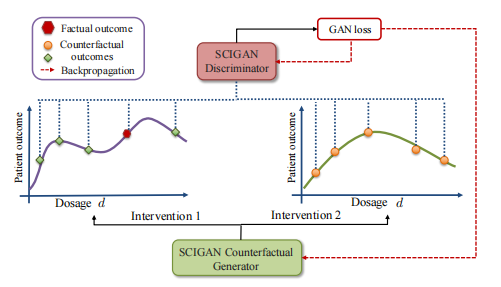 Factual outcome
Counterfactual
outcomes
Backpropagation
SCIGAN
Discriminator
GAN loss
Patient outcome
Dosage d
Patient outcome
Dosage d
Intervention 1
Intervention 2
SCIGAN Counterfactual
Generator